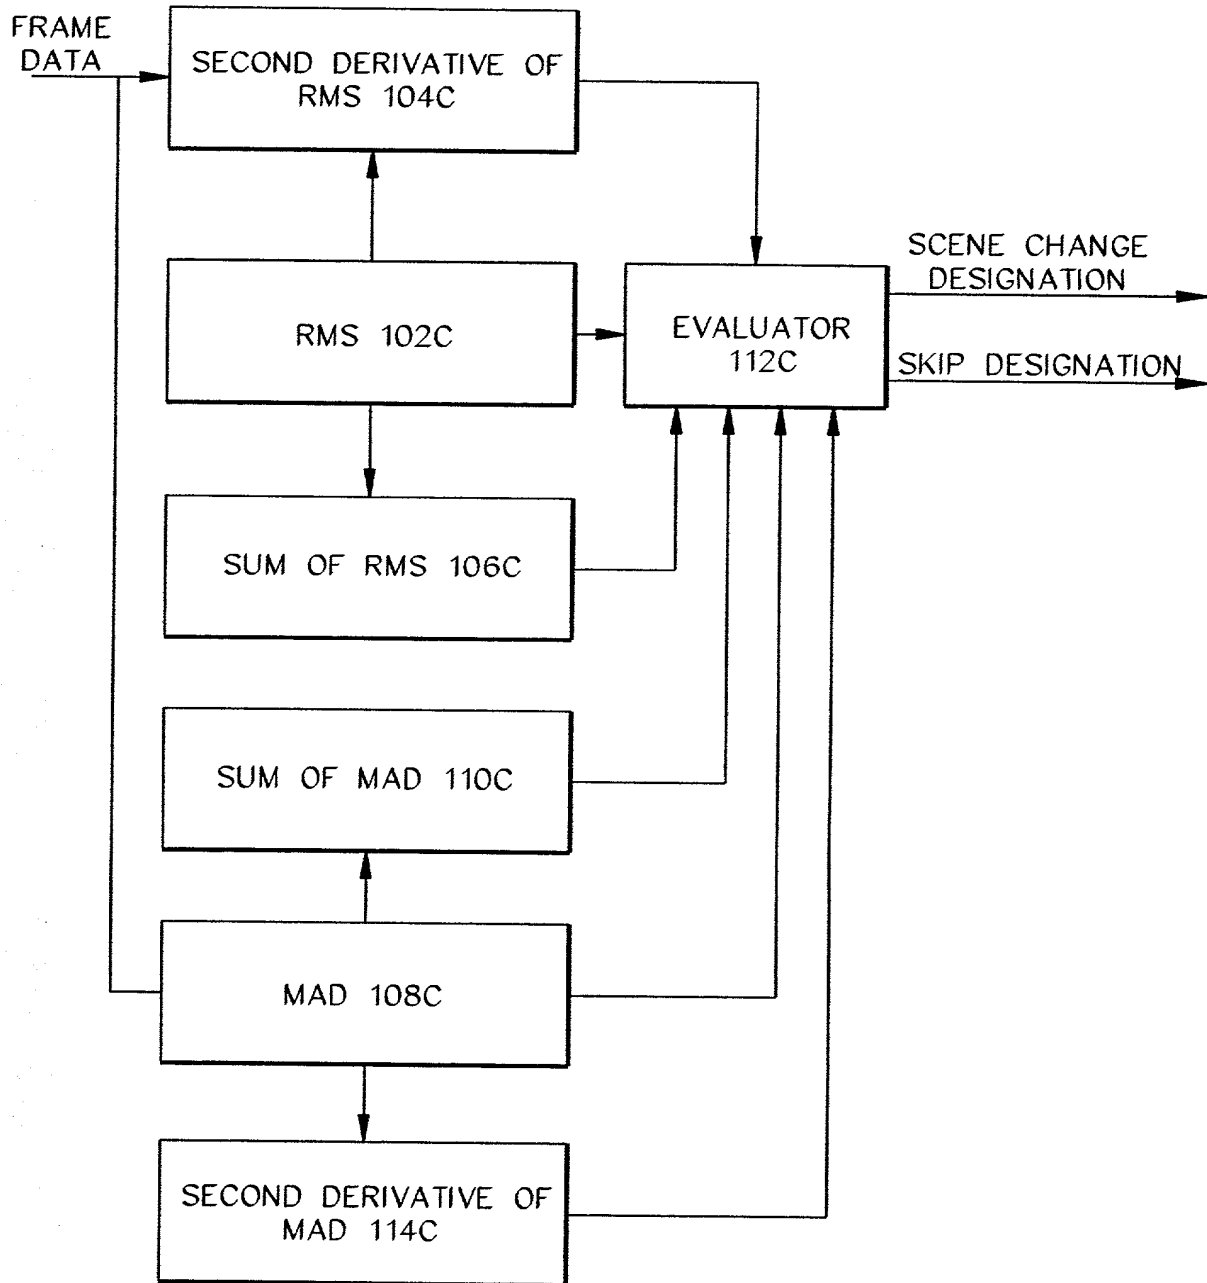 FRAME
DATA
SECOND DERIVATIVE OF
RMS 104C
RMS 102C
EVALUATOR
112C
SCENE CHANGE
DESIGNATION
SKIP DESIGNATION
SUM OF RMS 106C
SUM OF MAD 110C
MAD 108C
SECOND DERIVATIVE OF
MAD 114C